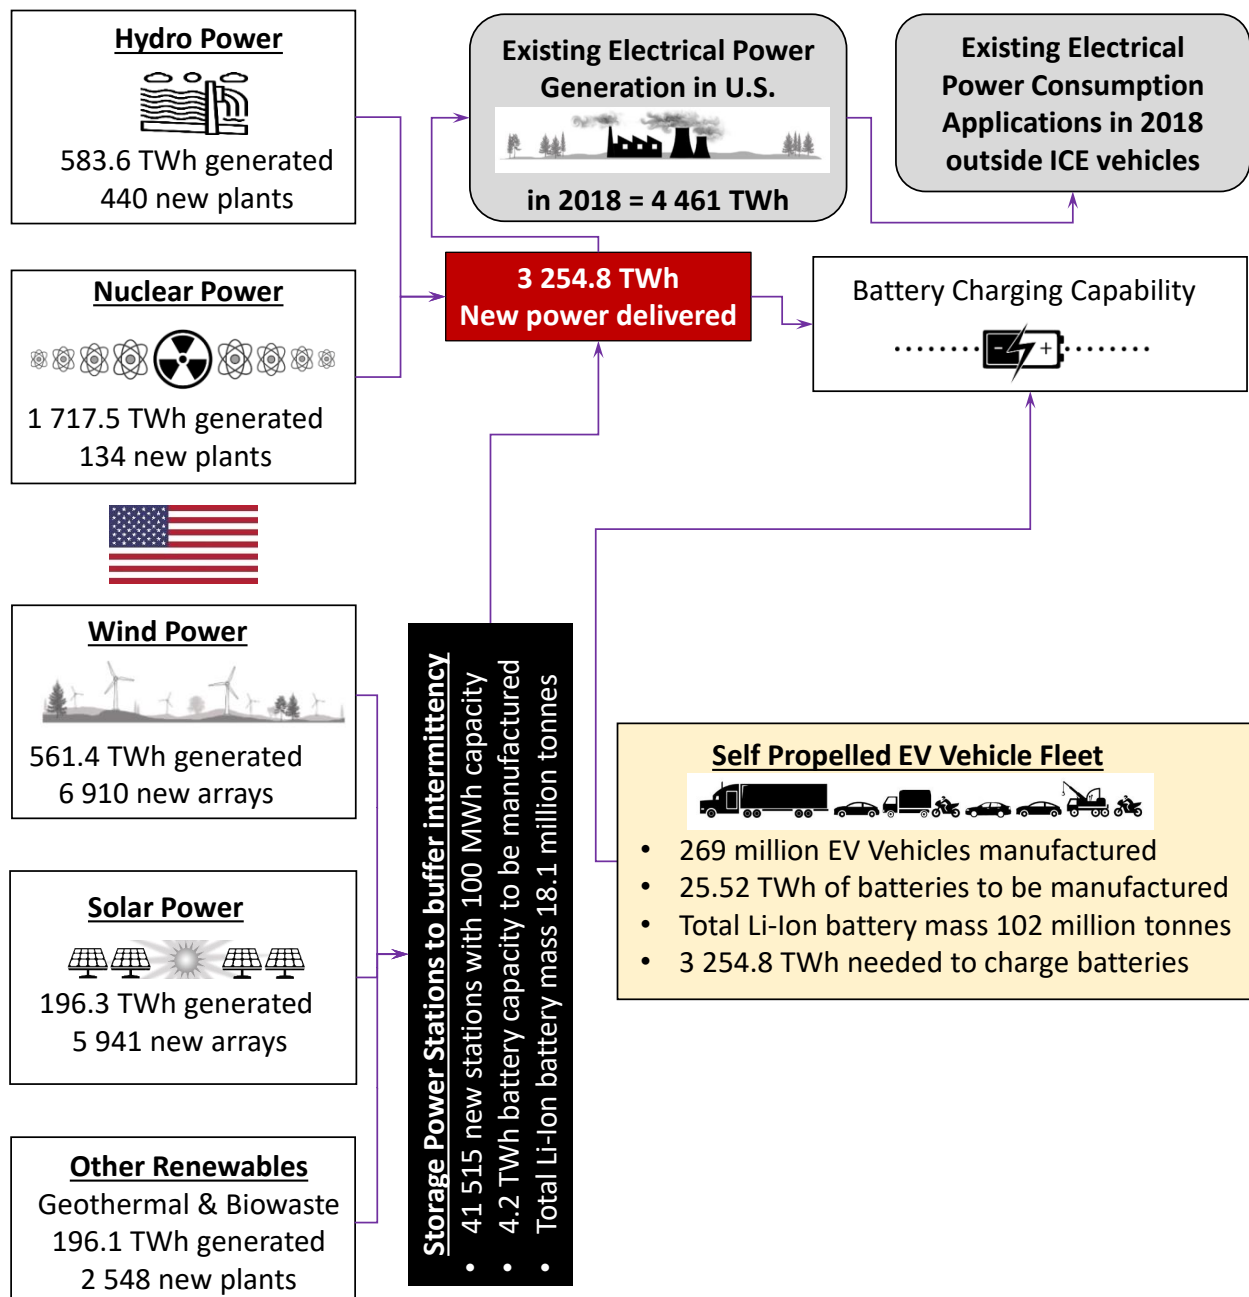 Hydro Power
583.6 TWh generated
440 new plants
Nuclear Power
1 717.5 TWh generated
134 new plants
Wind Power
561.4 TWh generated
6 910 new arrays
Solar Power
196.3 TWh generated
5 941 new arrays
Other Renewables
Geothermal & Biowaste
196.1 TWh generated
2 548 new plants
Existing Electrical Power
Generation in U.S.
in 2018 = 4 461 TWh
Existing Electrical
Power Consumption
Applications in 2018
outside ICE vehicles
3 254.8 TWh
New power delivered
Battery Charging Capability
- +
Storage Power Stations to buffer intermittency
• 41 515 new stations with 100 MWh capacity
• 4.2 TWh battery capacity to be manufactured
• Total Li-Ion battery mass 18.1 million tonnes
Self Propelled EV Vehicle Fleet
• 269 million EV Vehicles manufactured
• 25.52 TWh of batteries to be manufactured
• Total Li-Ion battery mass 102 million tonnes
• 3 254.8 TWh needed to charge batteries